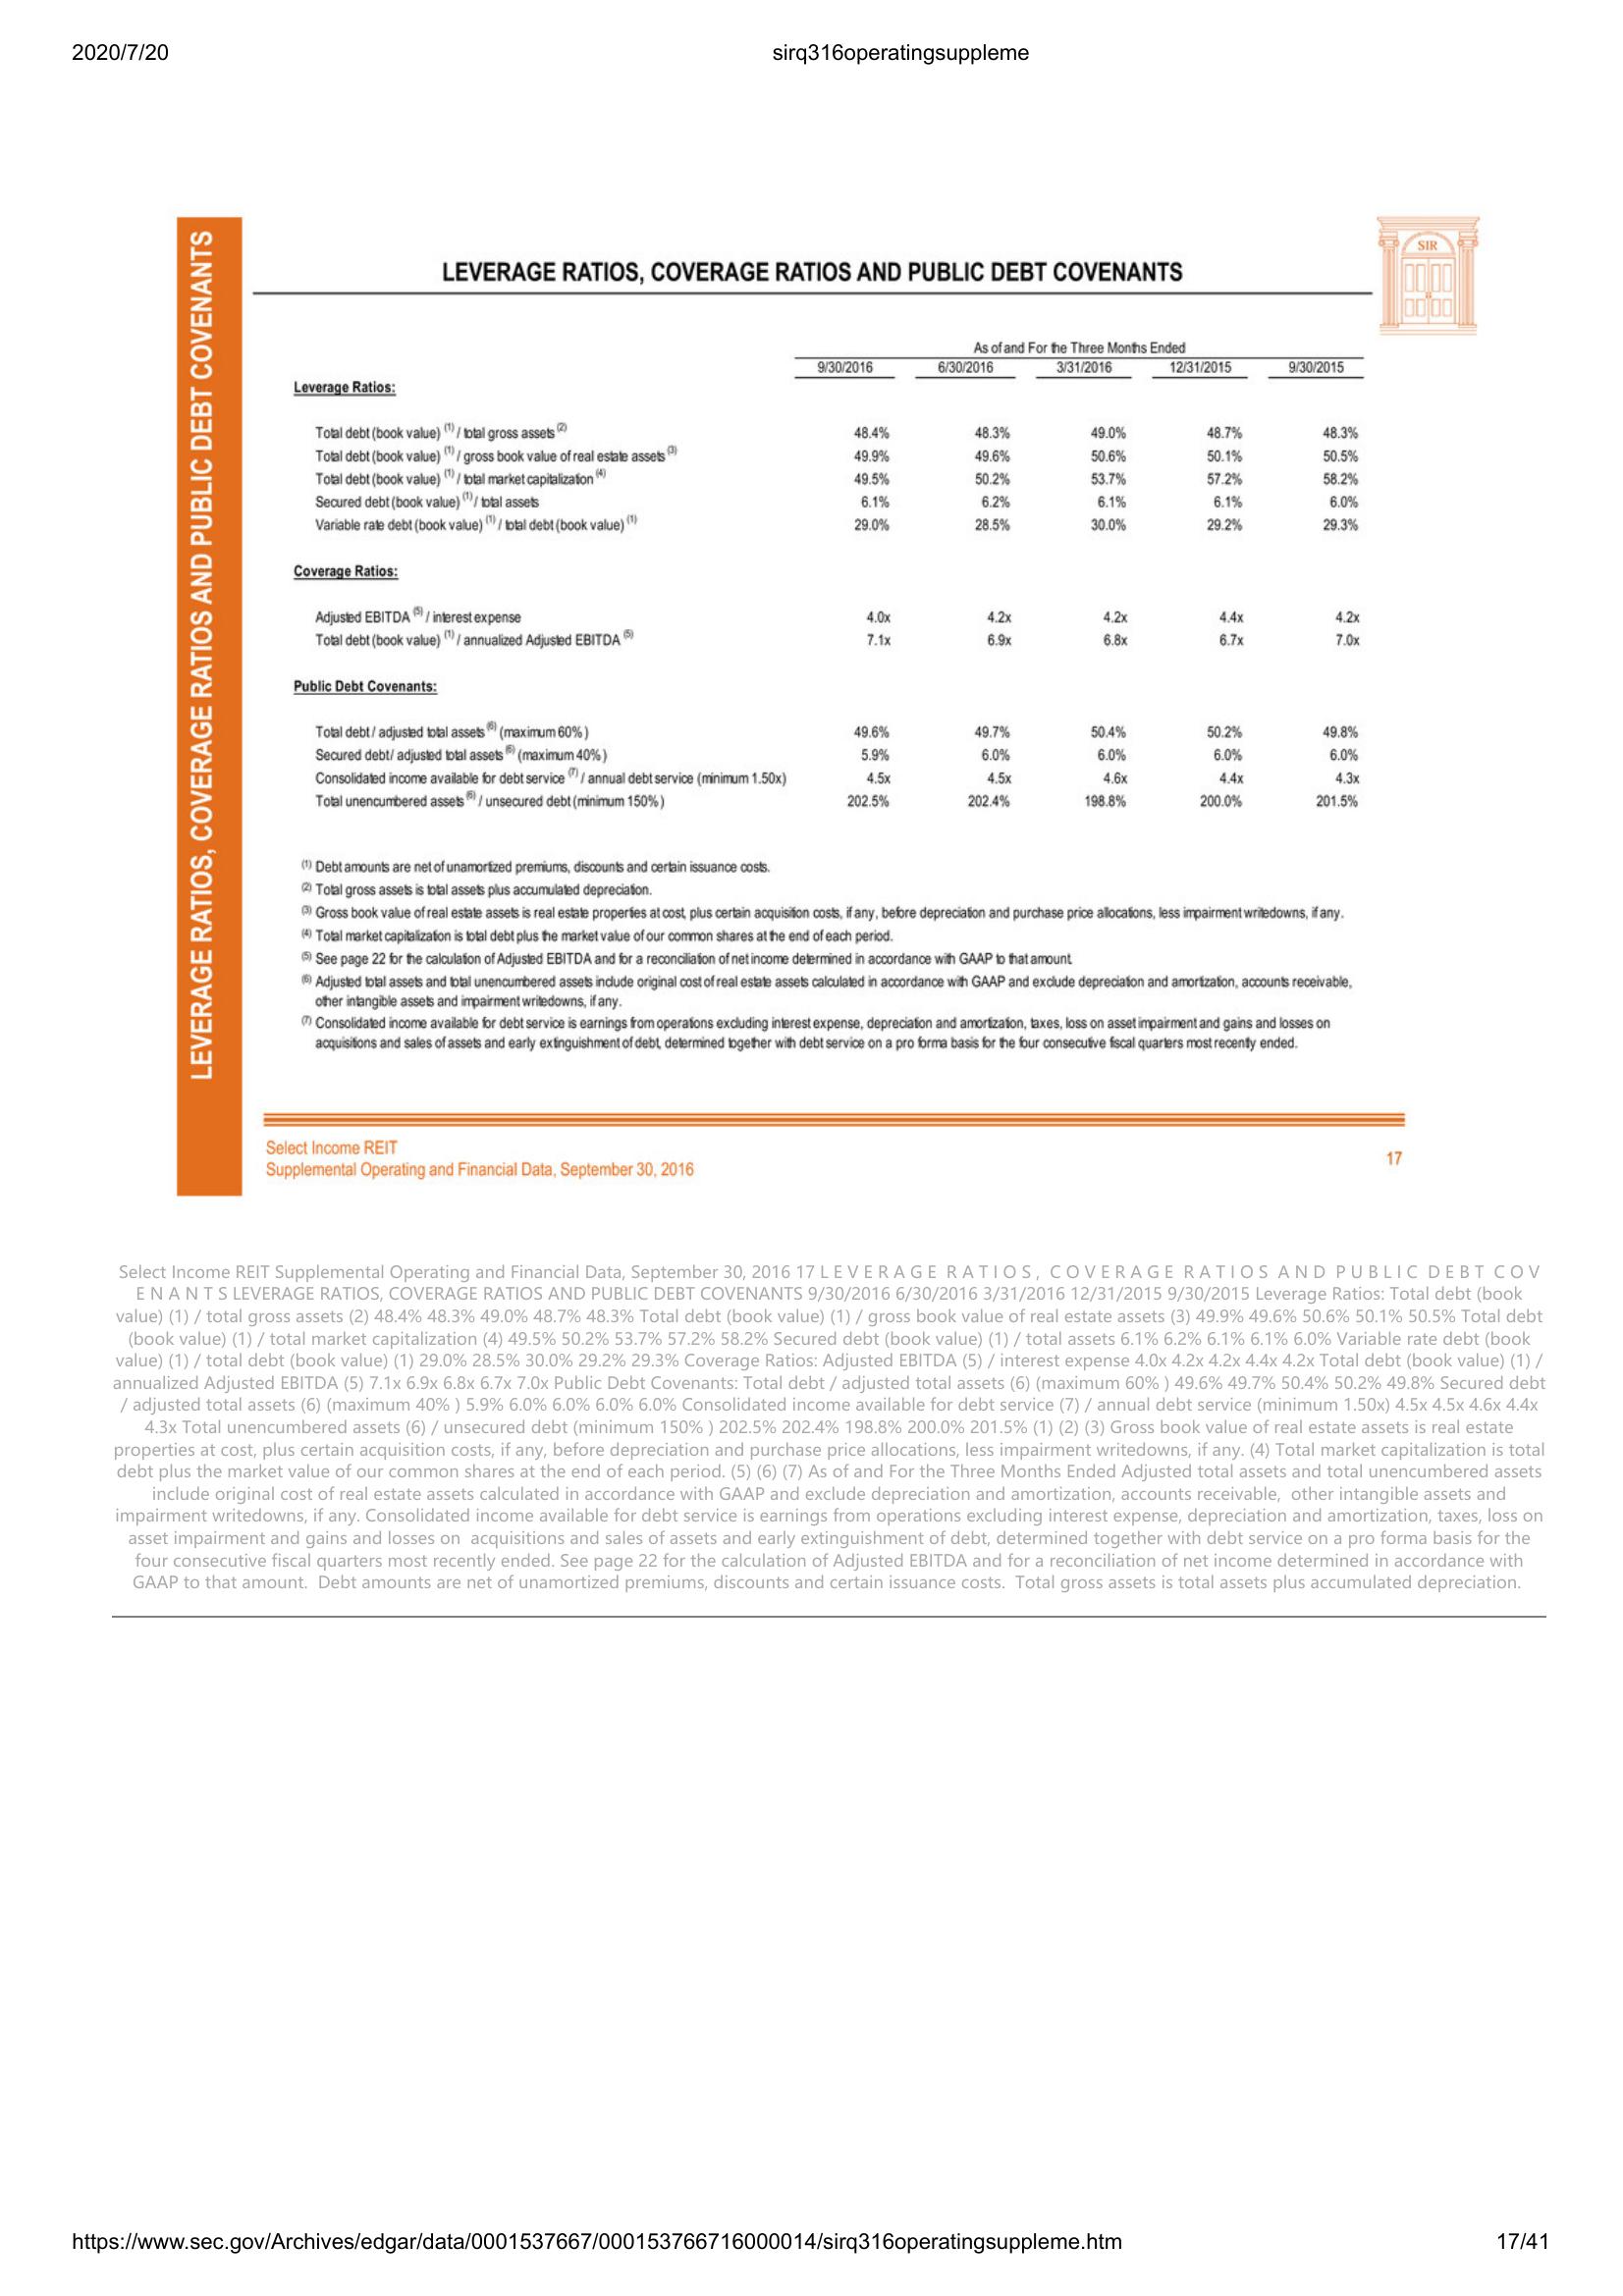 2020/7/20 sirq316operatingsuppleme
LEVERAGE RATIOS, COVERAGE RATIOS AND PUBLIC DEBT COVENANTS
SIR
LEVERAGE RATIOS, COVERAGE RATIOS AND PUBLIC DEBT COVENANTS
As of and For the Three Months Ended
9/30/2016 6/30/2016 3/31/2016 12/31/2015 9/30/2015
Leverage Ratios:
Total debt (book value) (1) / total gross assets (2) 48.4% 48.3% 49.0% 48.7% 48.3%
Total debt (book value) (1) / gross book value of real estate assets (3) 49.9% 49.6% 50.6% 50.1% 50.5%
Total debt (book value) (1) / total market capitalization (4) 49.5% 50.2% 53.7% 57.2% 58.2%
Secured debt (book value) (1) / total assets 6.1% 6.2% 6.1% 6.1% 6.0%
Variable rate debt (book value) (1) / total debt (book value) (1) 29.0% 28.5% 30.0% 29.2% 29.3%
Coverage Ratios:
Adjusted EBITDA (5) / interest expense 4.0x 4.2x 4.2x 4.4x 4.2x
Total debt (book value) (1) / annualized Adjusted EBITDA (5) 7.1x 6.9x 6.8x 6.7x 7.0x
Public Debt Covenants:
Total debt / adjusted total assets (6) (maximum 60%) 49.6% 49.7% 50.4% 50.2% 49.8%
Secured debt/ adjusted total assets (6) (maximum 40%) 5.9% 6.0% 6.0% 6.0% 6.0%
Consolidated income available for debt service (7) / annual debt service (minimum 1.50x) 4.5x 4.5x 4.6x 4.4x 4.3x
Total unencumbered assets (6) / unsecured debt (minimum 150%) 202.5% 202.4% 198.8% 200.0% 201.5%
(1) Debt amounts are net of unamortized premiums, discounts and certain issuance costs.
(2) Total gross assets is total assets plus accumulated depreciation.
(3) Gross book value of real estate assets is real estate properties at cost, plus certain acquisition costs, if any, before depreciation and purchase price allocations, less impairment writedowns, if any.
(4) Total market capitalization is total debt plus the market value of our common shares at the end of each period.
(5) See page 22 for the calculation of Adjusted EBITDA and for a reconciliation of net income determined in accordance with GAAP to that amount.
(6) Adjusted total assets and total unencumbered assets include original cost of real estate assets calculated in accordance with GAAP and exclude depreciation and amortization, accounts receivable,
other intangible assets and impairment writedowns, if any.
(7) Consolidated income available for debt service is earnings from operations excluding interest expense, depreciation and amortization, taxes, loss on asset impairment and gains and losses on
acquisitions and sales of assets and early extinguishment of debt, determined together with debt service on a pro forma basis for the four consecutive fiscal quarters most recently ended.
Select Income REIT
Supplemental Operating and Financial Data, September 30, 2016 17
Select Income REIT Supplemental Operating and Financial Data, September 30, 2016 17 L E V E R A G E R A T I O S , C O V E R A G E R A T I O S A N D P U B L I C D E B T C O V
E N A N T S LEVERAGE RATIOS, COVERAGE RATIOS AND PUBLIC DEBT COVENANTS 9/30/2016 6/30/2016 3/31/2016 12/31/2015 9/30/2015 Leverage Ratios: Total debt (book
value) (1) / total gross assets (2) 48.4% 48.3% 49.0% 48.7% 48.3% Total debt (book value) (1) / gross book value of real estate assets (3) 49.9% 49.6% 50.6% 50.1% 50.5% Total debt
(book value) (1) / total market capitalization (4) 49.5% 50.2% 53.7% 57.2% 58.2% Secured debt (book value) (1) / total assets 6.1% 6.2% 6.1% 6.1% 6.0% Variable rate debt (book
value) (1) / total debt (book value) (1) 29.0% 28.5% 30.0% 29.2% 29.3% Coverage Ratios: Adjusted EBITDA (5) / interest expense 4.0x 4.2x 4.2x 4.4x 4.2x Total debt (book value) (1) /
annualized Adjusted EBITDA (5) 7.1x 6.9x 6.8x 6.7x 7.0x Public Debt Covenants: Total debt / adjusted total assets (6) (maximum 60% ) 49.6% 49.7% 50.4% 50.2% 49.8% Secured debt
/ adjusted total assets (6) (maximum 40% ) 5.9% 6.0% 6.0% 6.0% 6.0% Consolidated income available for debt service (7) / annual debt service (minimum 1.50x) 4.5x 4.5x 4.6x 4.4x
4.3x Total unencumbered assets (6) / unsecured debt (minimum 150% ) 202.5% 202.4% 198.8% 200.0% 201.5% (1) (2) (3) Gross book value of real estate assets is real estate
properties at cost, plus certain acquisition costs, if any, before depreciation and purchase price allocations, less impairment writedowns, if any. (4) Total market capitalization is total
debt plus the market value of our common shares at the end of each period. (5) (6) (7) As of and For the Three Months Ended Adjusted total assets and total unencumbered assets
include original cost of real estate assets calculated in accordance with GAAP and exclude depreciation and amortization, accounts receivable, other intangible assets and
impairment writedowns, if any. Consolidated income available for debt service is earnings from operations excluding interest expense, depreciation and amortization, taxes, loss on
asset impairment and gains and losses on acquisitions and sales of assets and early extinguishment of debt, determined together with debt service on a pro forma basis for the
four consecutive fiscal quarters most recently ended. See page 22 for the calculation of Adjusted EBITDA and for a reconciliation of net income determined in accordance with
GAAP to that amount. Debt amounts are net of unamortized premiums, discounts and certain issuance costs. Total gross assets is total assets plus accumulated depreciation.
https://www.sec.gov/Archives/edgar/data/0001537667/000153766716000014/sirq316operatingsuppleme.htm 17/41